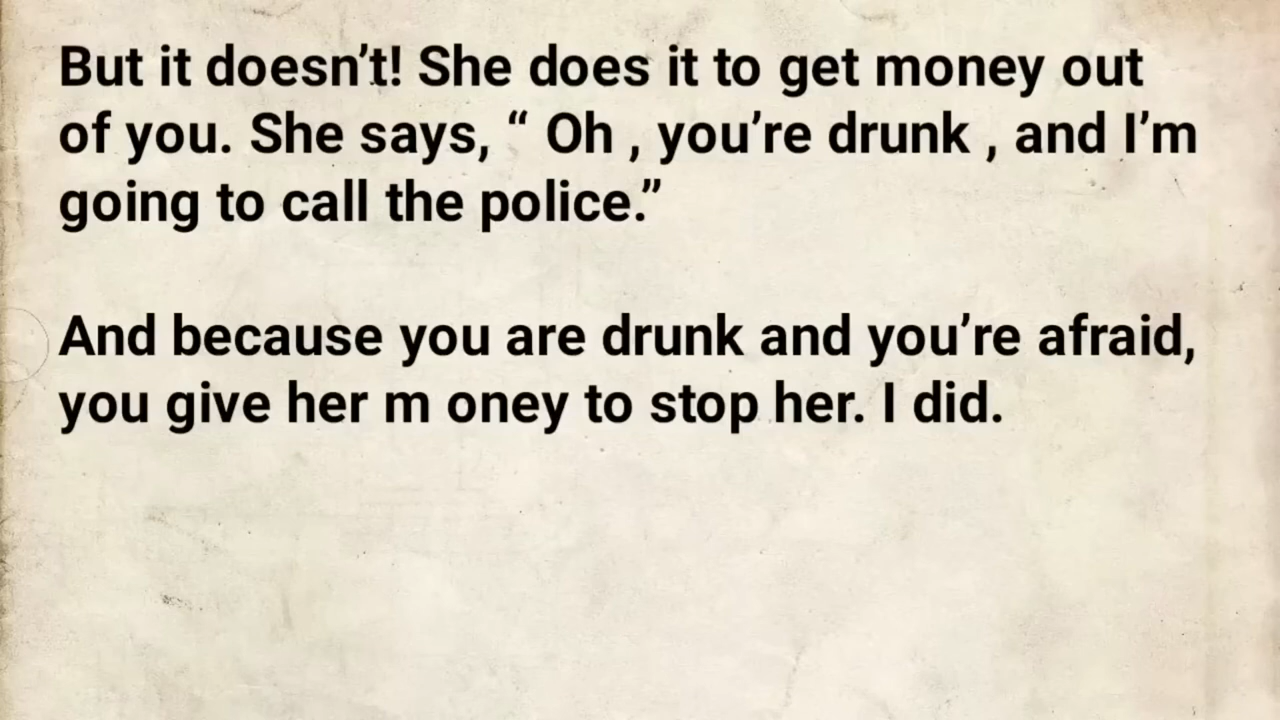 But it doesn’t! She does it to get money out
of you. She says, “ Oh , you’re drunk , and I’m
going to call the police.”
And because you are drunk and you’re afraid,
you give her m oney to stop her. I did.